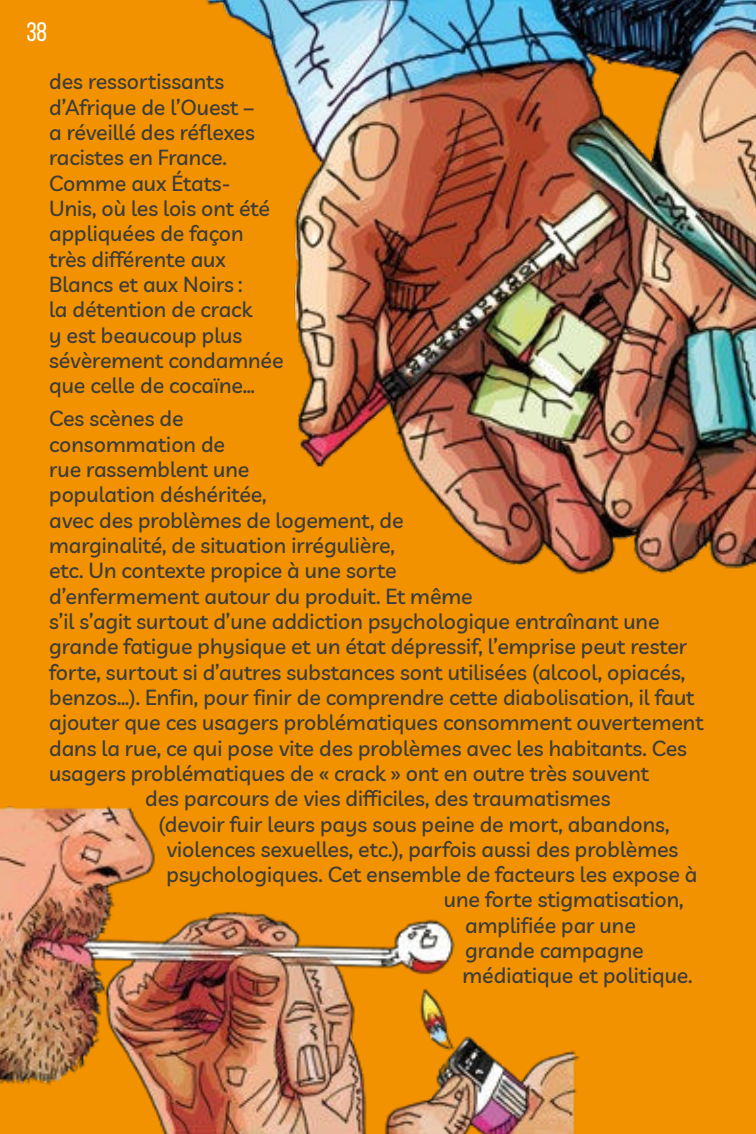 38
des ressortissants
d’Afrique de l’Ouest –
a réveillé des réflexes
racistes en France.
Comme aux États-
Unis, où les lois ont été
appliquées de façon
très différente aux
Blancs et aux Noirs :
la détention de crack
y est beaucoup plus
sévèrement condamnée
que celle de cocaïne…
Ces scènes de
consommation de
rue rassemblent une
population déshéritée,
avec des problèmes de logement, de
marginalité, de situation irrégulière,
etc. Un contexte propice à une sorte
d’enfermement autour du produit. Et même
s’il s’agit surtout d’une addiction psychologique entraînant une
grande fatigue physique et un état dépressif, l’emprise peut rester
forte, surtout si d’autres substances sont utilisées (alcool, opiacés,
benzos…). Enfin, pour finir de comprendre cette diabolisation, il faut
ajouter que ces usagers problématiques consomment ouvertement
dans la rue, ce qui pose vite des problèmes avec les habitants. Ces
usagers problématiques de « crack » ont en outre très souvent
des parcours de vies difficiles, des traumatismes
(devoir fuir leurs pays sous peine de mort, abandons,
violences sexuelles, etc.), parfois aussi des problèmes
psychologiques. Cet ensemble de facteurs les expose à
une forte stigmatisation,
amplifiée par une
grande campagne
médiatique et politique.